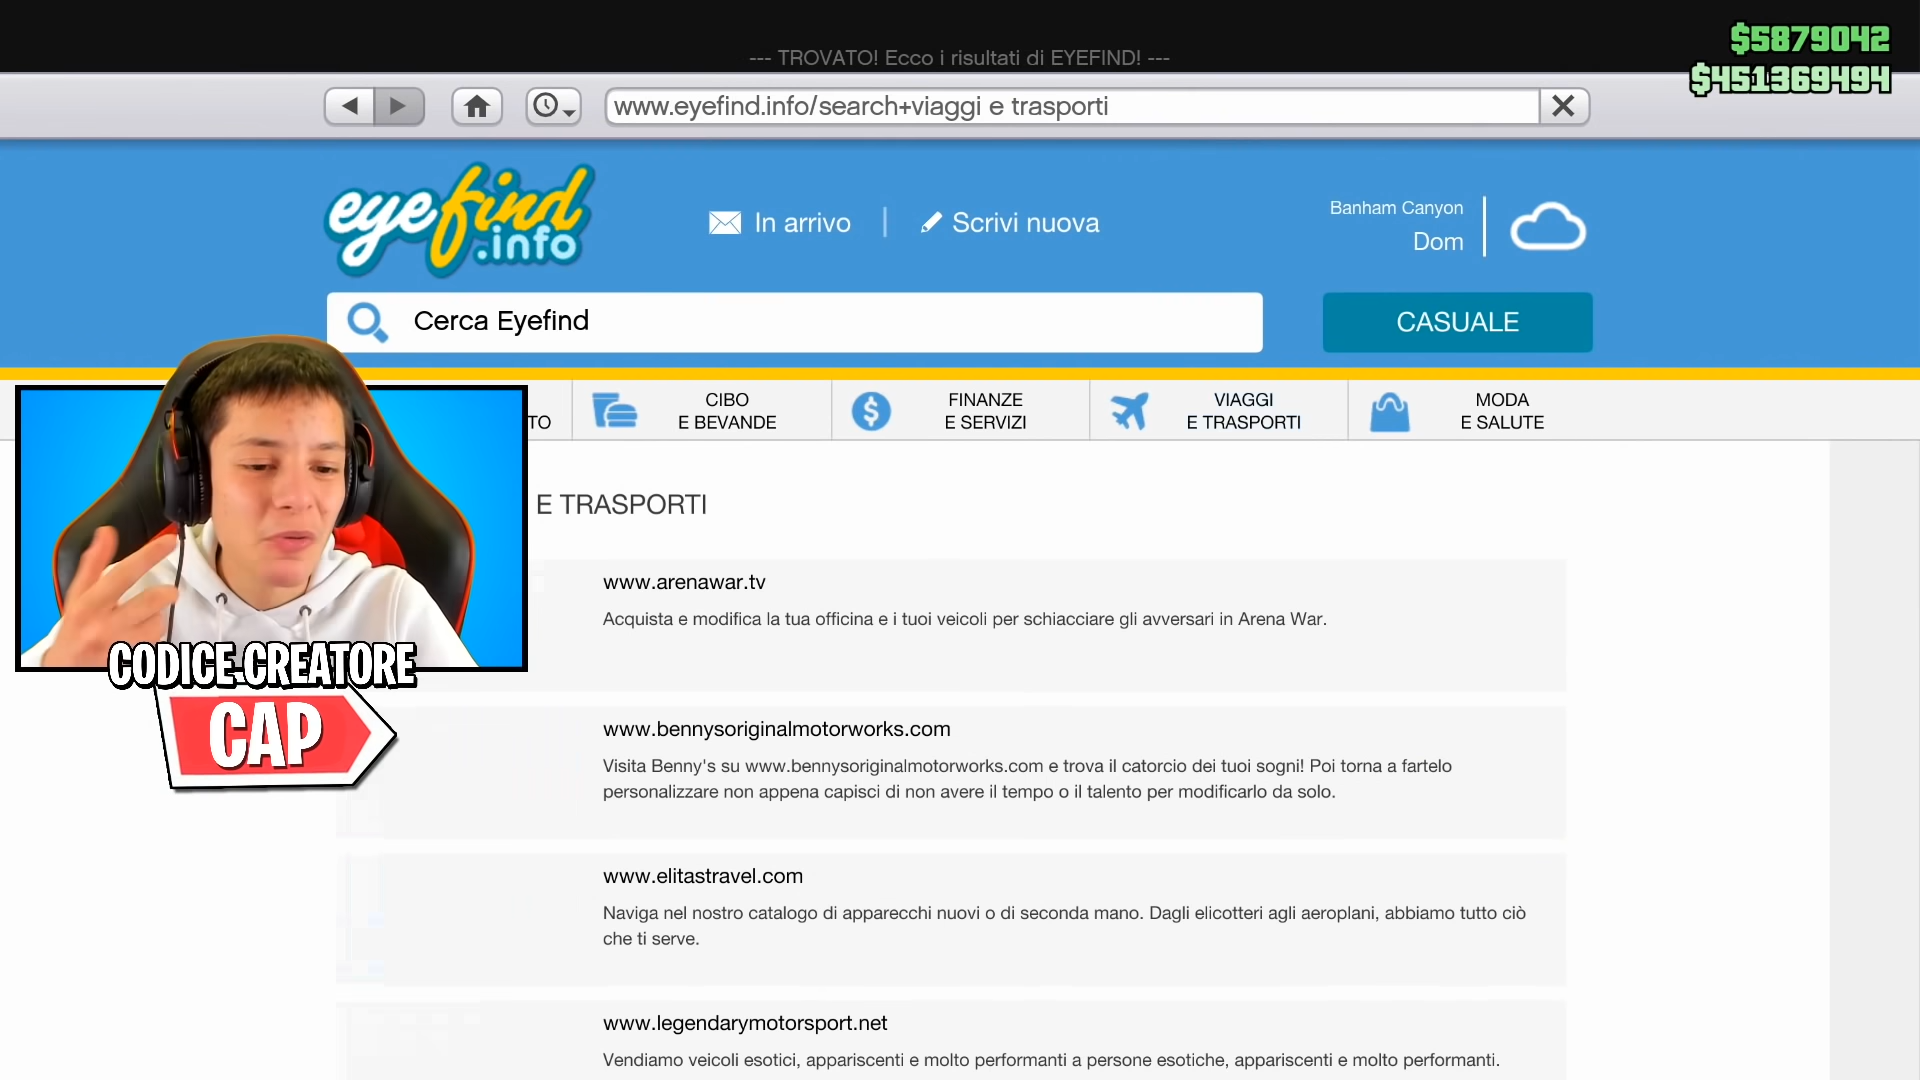 --- TROVATO! Ecco i risultati di EYEFIND! ---
$5879042
$451369494
www.eyefind.info/search+viaggi e trasporti
eyefind
.info
In arrivo
Scrivi nuova
Banham Canyon
Dom
Cerca Eyefind
CASUALE
TO
CIBO
E BEVANDE
FINANZE
E SERVIZI
VIAGGI
E TRASPORTI
MODA
E SALUTE
E TRASPORTI
www.arenawar.tv
Acquista e modifica la tua officina e i tuoi veicoli per schiacciare gli avversari in Arena War.
CODICE CREATORE
CAP
www.bennysoriginalmotorworks.com
Visita Benny's su www.bennysoriginalmotorworks.com e trova il catorcio dei tuoi sogni! Poi torna a fartelo
personalizzare non appena capisci di non avere il tempo o il talento per modificarlo da solo.
www.elitastravel.com
Naviga nel nostro catalogo di apparecchi nuovi o di seconda mano. Dagli elicotteri agli aeroplani, abbiamo tutto ciò
che ti serve.
www.legendarymotorsport.net
Vendiamo veicoli esotici, appariscenti e molto performanti a persone esotiche, appariscenti e molto performanti.